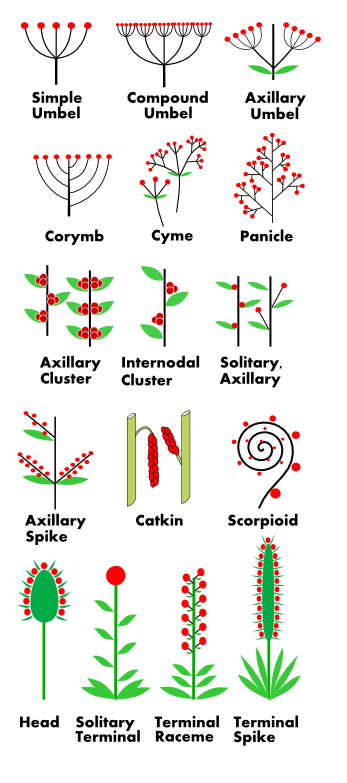 Simple
Umbel
Compound
Umbel
Axillary
Umbel
Corymb
Cyme
Panicle
Axillary
Cluster
Internodal
Cluster
Solitary,
Axillary
Axillary
Spike
Catkin
Scorpioid
Head
Solitary
Terminal
Terminal
Raceme
Terminal
Spike